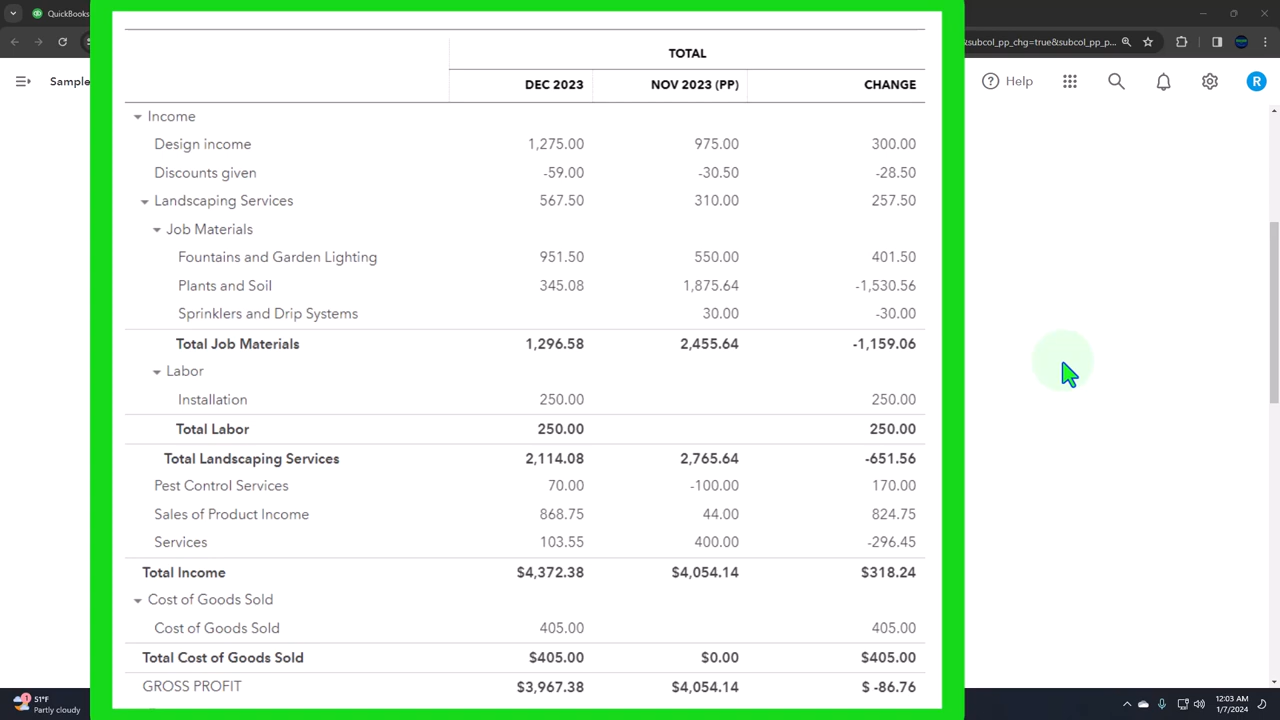 QuickBooks
&subcol_pp_chg=true&subcol_pp_p...
Sample
Help
R
TOTAL
DEC 2023 NOV 2023 (PP) CHANGE
Income
Design income 1,275.00 975.00 300.00
Discounts given -59.00 -30.50 -28.50
Landscaping Services 567.50 310.00 257.50
Job Materials
Fountains and Garden Lighting 951.50 550.00 401.50
Plants and Soil 345.08 1,875.64 -1,530.56
Sprinklers and Drip Systems 30.00 -30.00
Total Job Materials 1,296.58 2,455.64 -1,159.06
Labor
Installation 250.00 250.00
Total Labor 250.00 250.00
Total Landscaping Services 2,114.08 2,765.64 -651.56
Pest Control Services 70.00 -100.00 170.00
Sales of Product Income 868.75 44.00 824.75
Services 103.55 400.00 -296.45
Total Income $4,372.38 $4,054.14 $318.24
Cost of Goods Sold
Cost of Goods Sold 405.00 405.00
Total Cost of Goods Sold $405.00 $0.00 $405.00
GROSS PROFIT $3,967.38 $4,054.14 $ -86.76
1
51°F
Partly cloudy
12:03 AM
1/7/2024